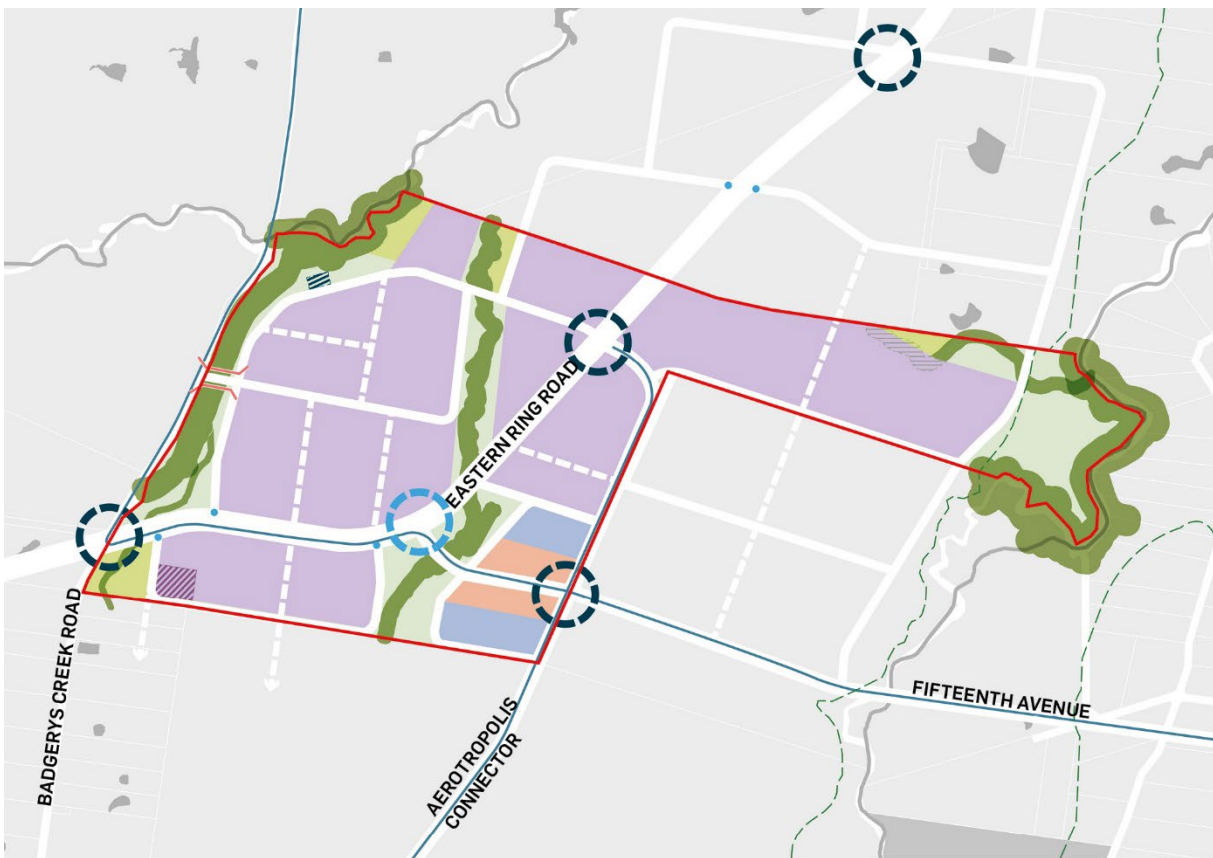 EASTERN RING ROAD
BADGERYS CREEK ROAD
AEROTROPOLIS
CONNECTOR
FIFTEENTH AVENUE